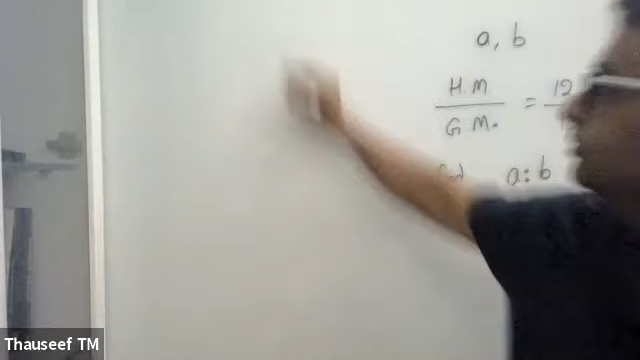 a, b
H.M = 12
G.M.
a:b
Thauseef TM